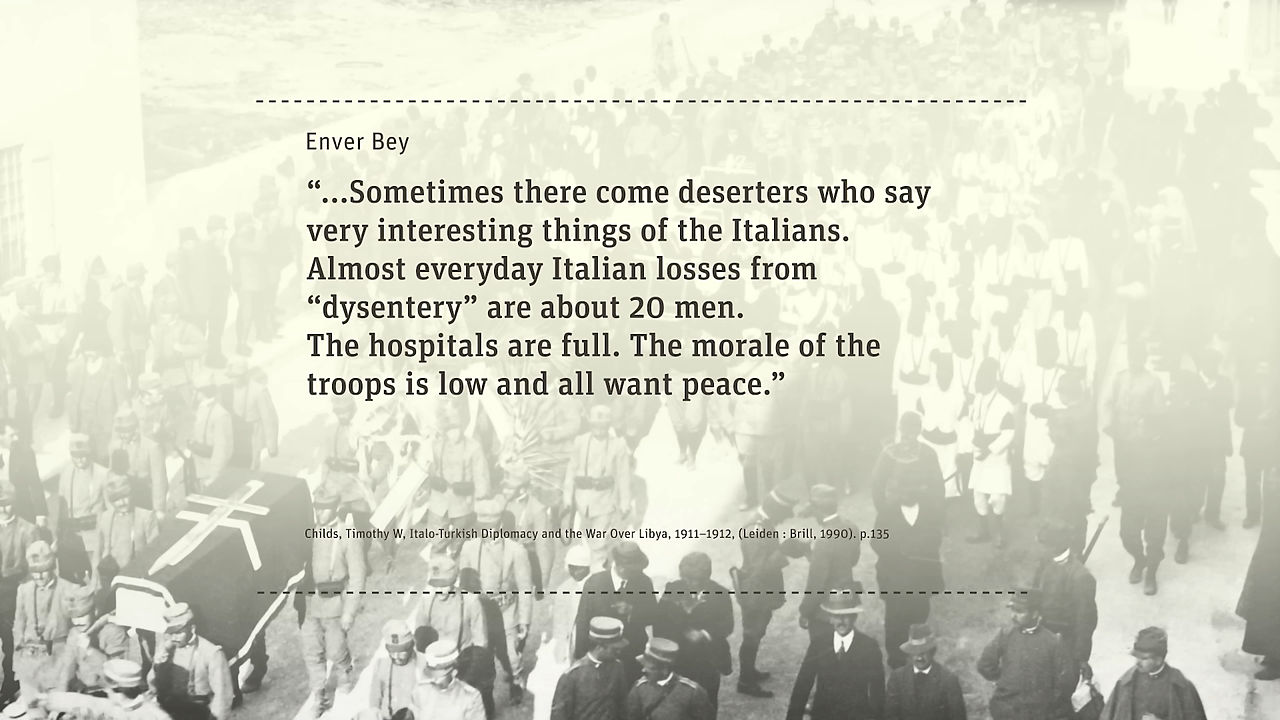 Enver Bey
“...Sometimes there come deserters who say
very interesting things of the Italians.
Almost everyday Italian losses from
“dysentery” are about 20 men.
The hospitals are full. The morale of the
troops is low and all want peace.”
Childs, Timothy W, Italo-Turkish Diplomacy and the War Over Libya, 1911–1912, (Leiden : Brill, 1990). p.135